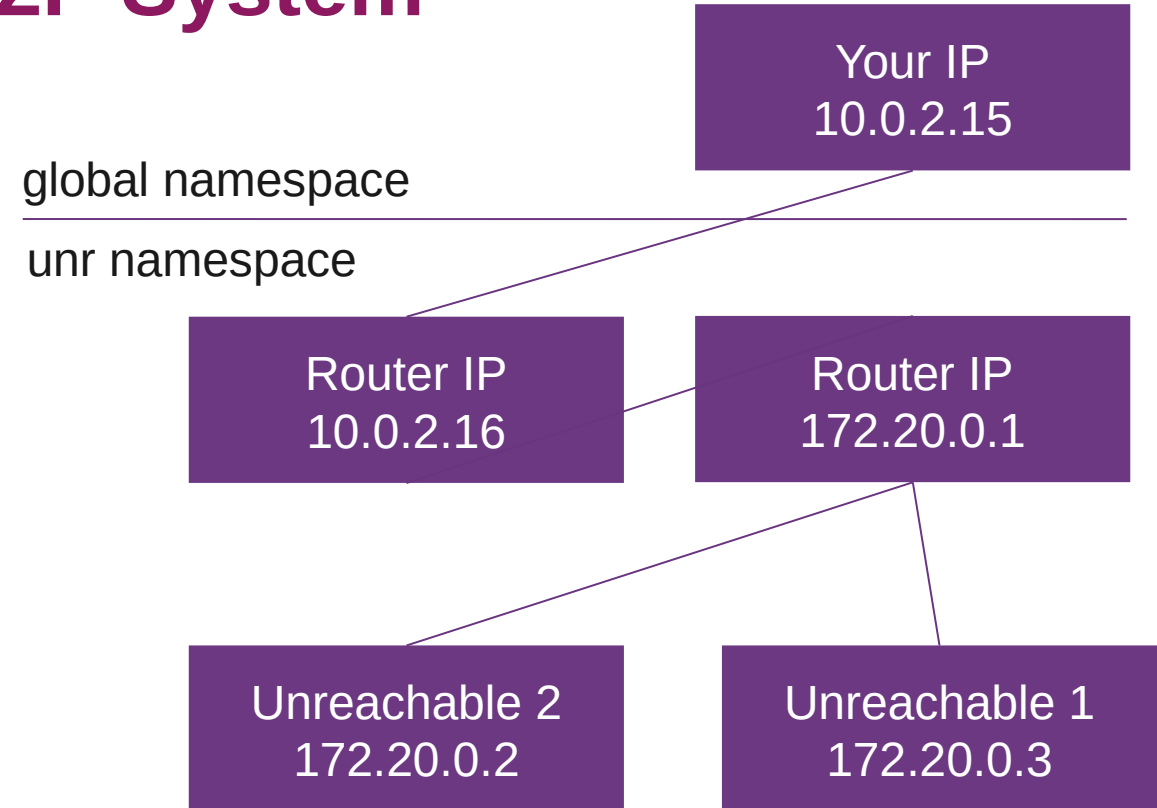 System
Your IP
10.0.2.15
global namespace
unr namespace
Router IP
10.0.2.16
Router IP
172.20.0.1
Unreachable 2
172.20.0.2
Unreachable 1
172.20.0.3